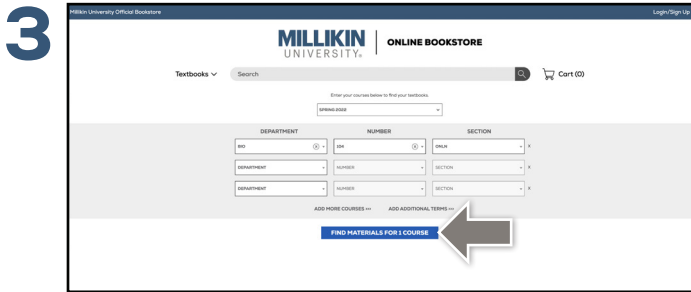 3
Millikin University Official Bookstore Login/Sign Up
MILLIKIN UNIVERSITY® ONLINE BOOKSTORE
Textbooks Search Cart (0)
Enter your courses below to find your textbooks.
SPRING 2022
DEPARTMENT NUMBER SECTION
BIO 104 x
DEPARTMENT NUMBER SECTION x
DEPARTMENT NUMBER SECTION x
ADD MORE COURSES ADD ADDITIONAL TERMS
FIND MATERIALS FOR 1 COURSE